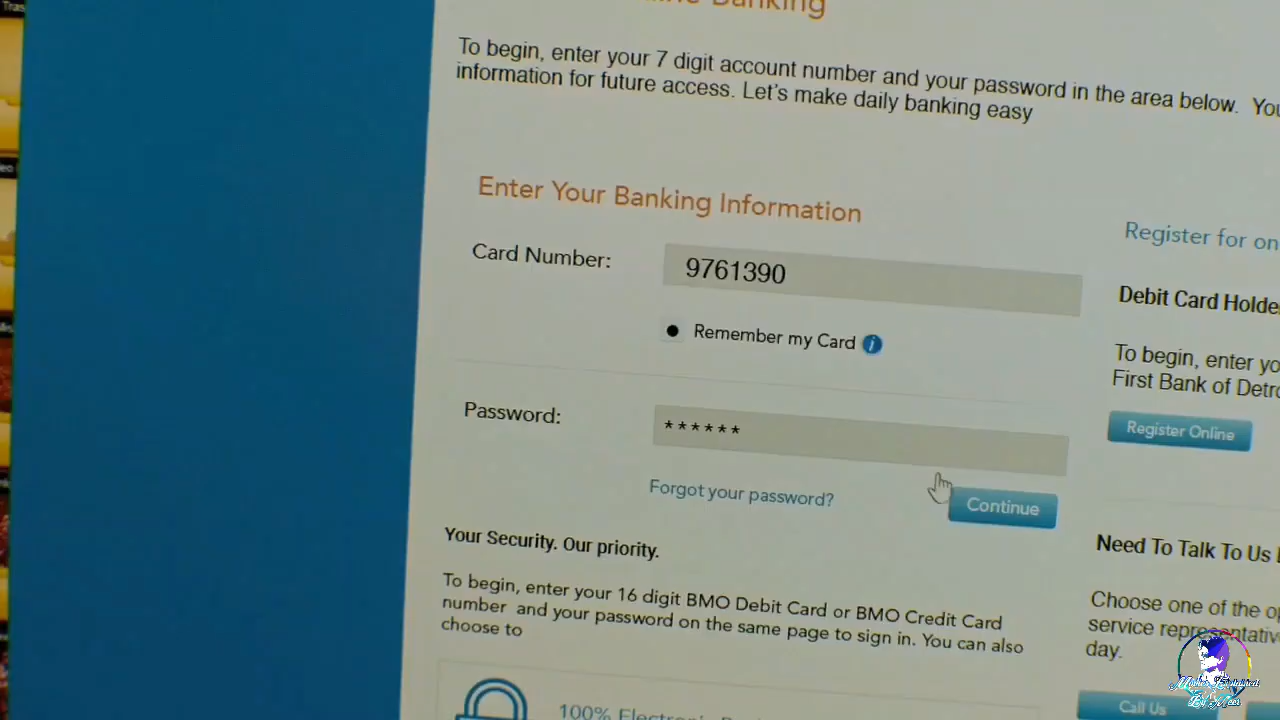 Banking
To begin, enter your 7 digit account number and your password in the area below. You
information for future access. Let's make daily banking easy
Enter Your Banking Information
Card Number:
9761390
Remember my Card
i
Password:
******
Forgot your password?
Continue
Your Security. Our priority.
To begin, enter your 16 digit BMO Debit Card or BMO Credit Card
number and your password on the same page to sign in. You can also
choose to
100%
Register for on
Debit Card Holde
To begin, enter yo
First Bank of Detro
Register Online
Need To Talk To Us
Choose one of the op
service representativ
day.
Call Us